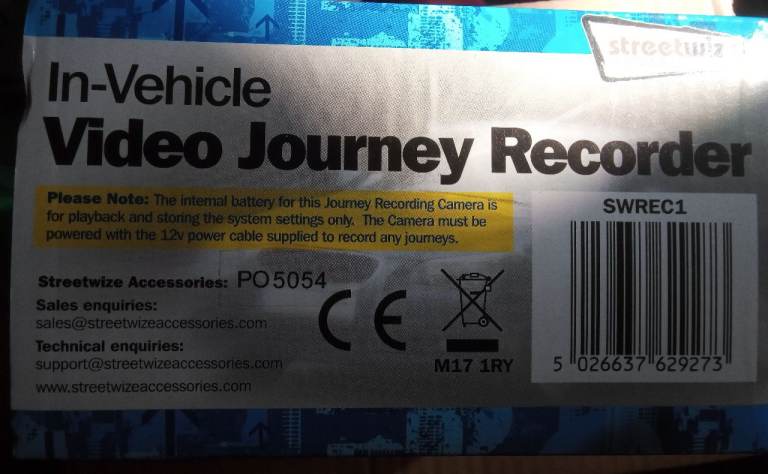 streetwiz
In-Vehicle
Video Journey Recorder
Please Note: The internal battery for this Journey Recording Camera is
for playback and storing the system settings only. The Camera must be
powered with the 12v power cable supplied to record any journeys.
SWREC1
Streetwize Accessories: PO5054
Sales enquiries:
sales@streetwizeaccessories.com
Technical enquiries:
support@streetwizeaccessories.com
www.streetwizeaccessories.com
CE
M17 1RY
5 026637 629273